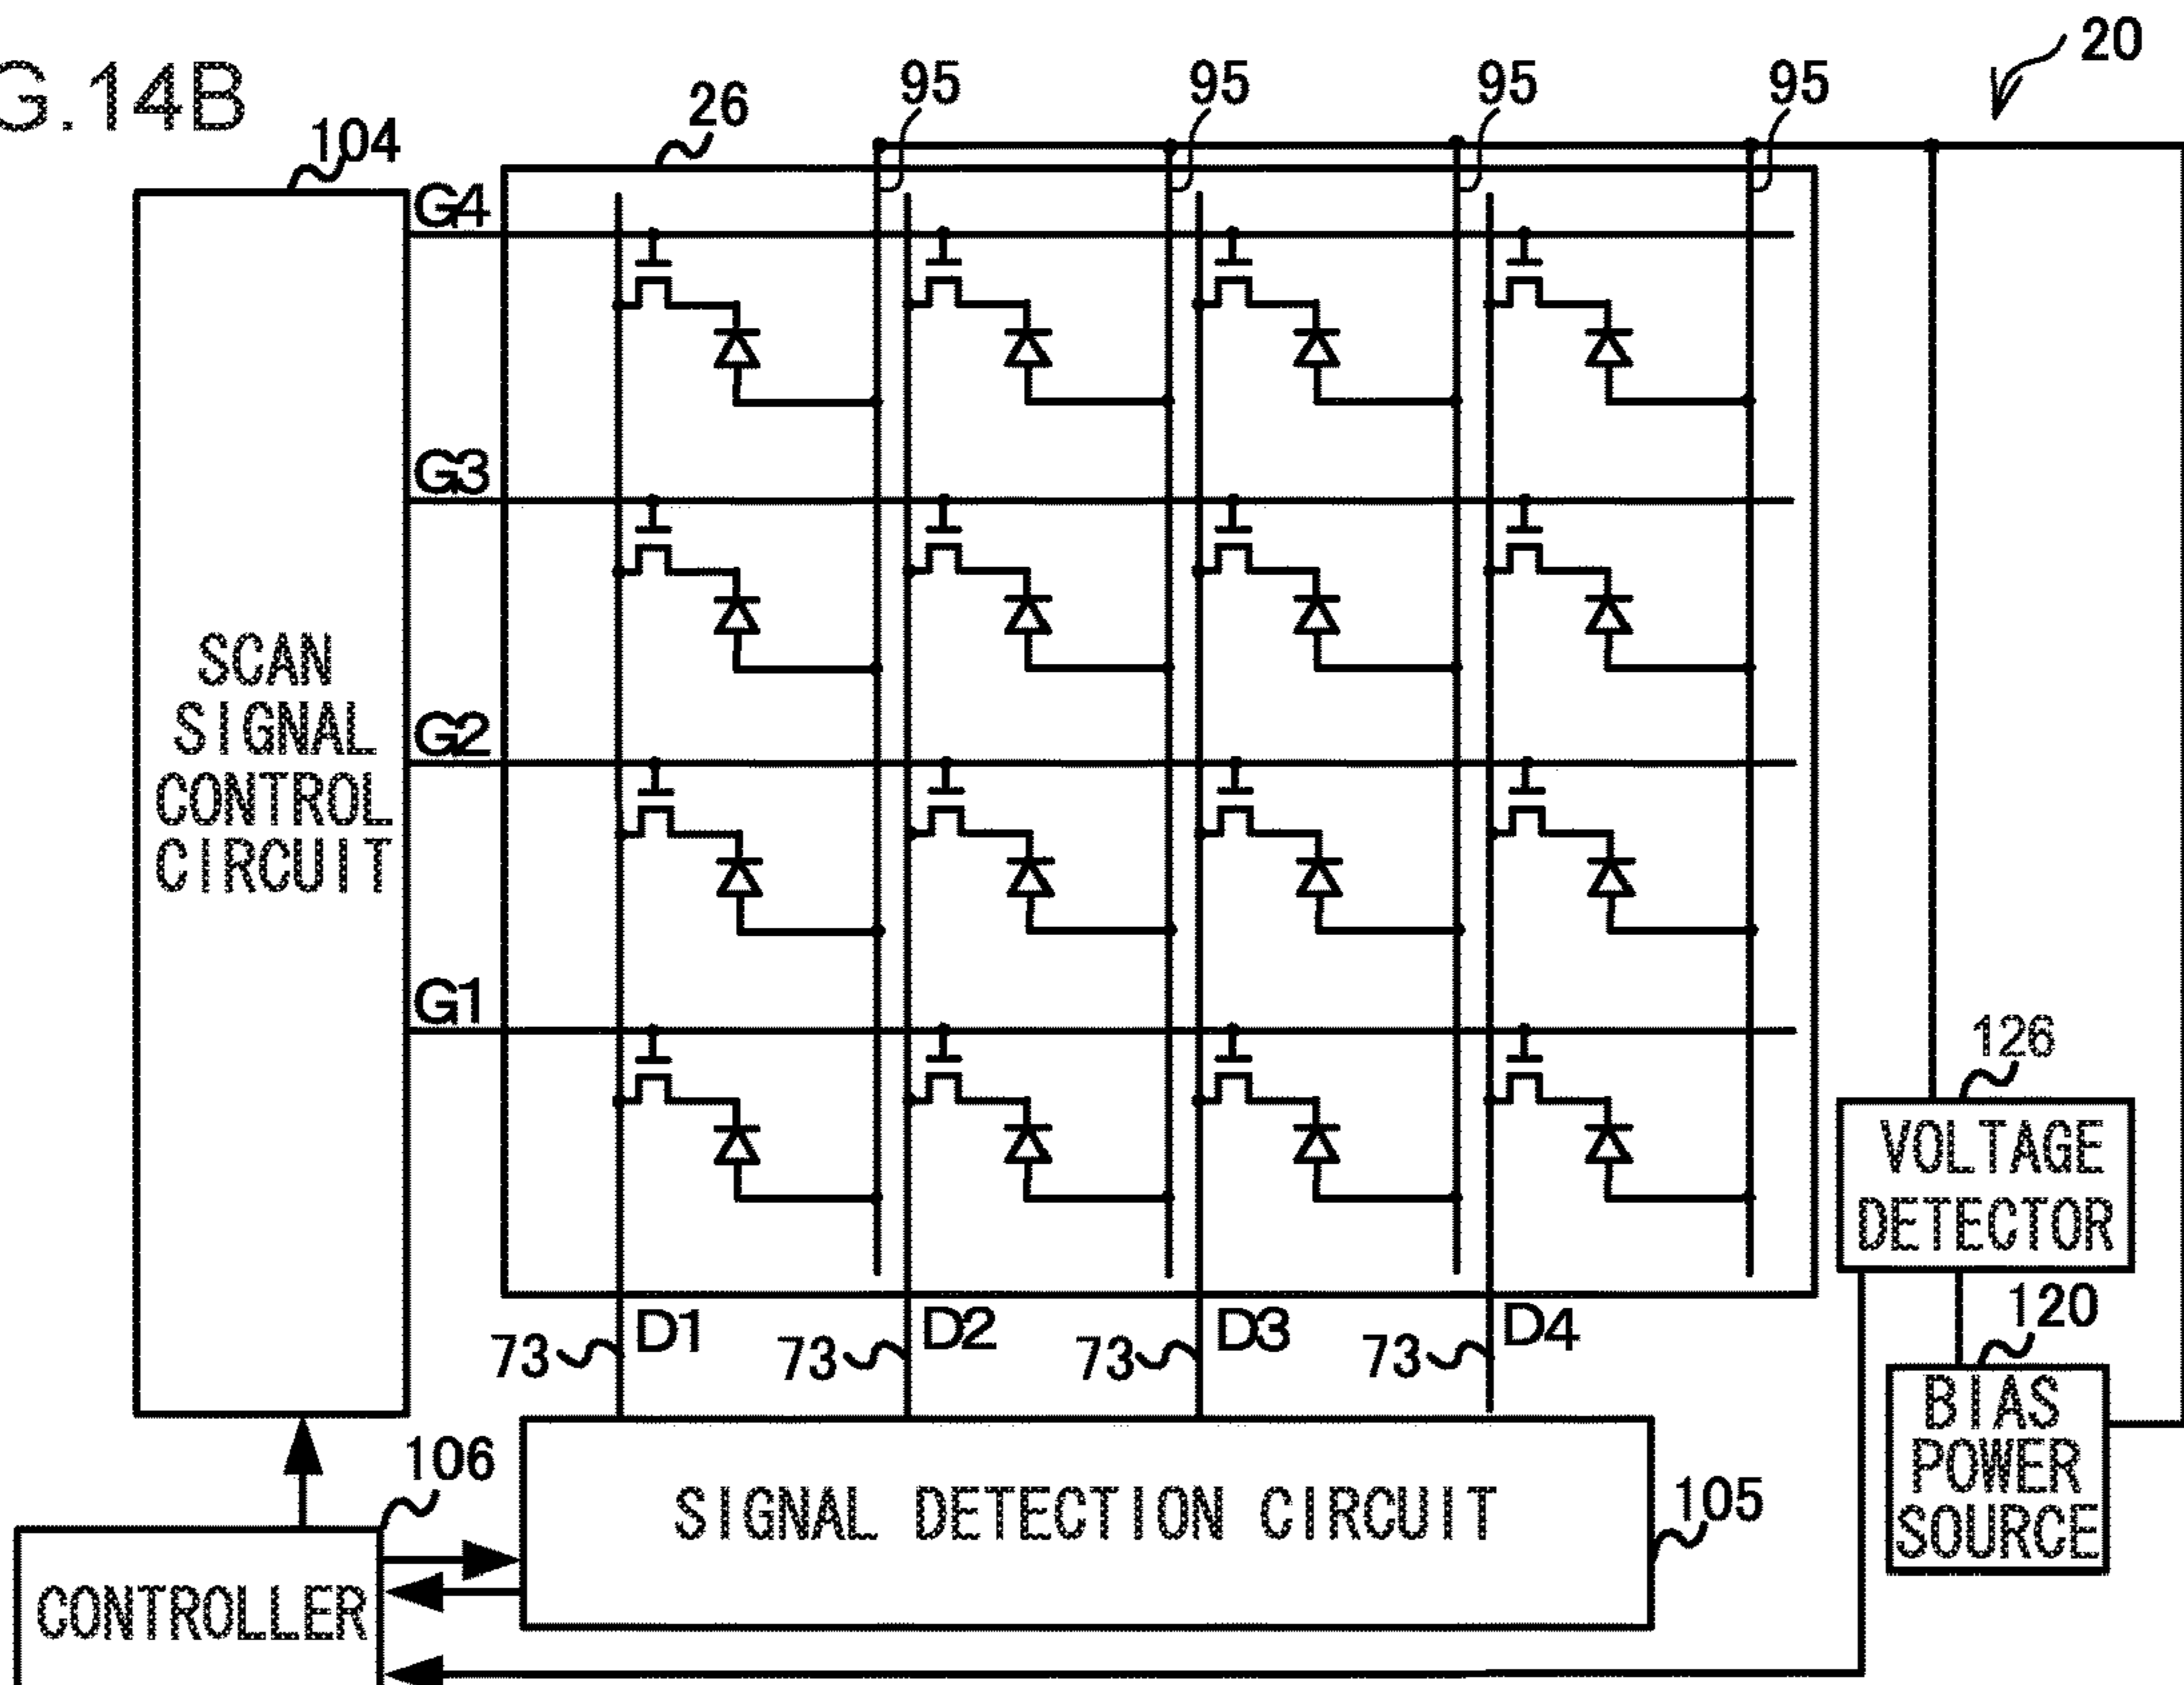 G.14B
20
26
95
95
95
95
104
G4
G3
SCAN
SIGNAL
CONTROL
CIRCUIT
G2
G1
126
VOLTAGE
DETECTOR
D1
D2
D3
D4
73
73
73
73
120
BIAS
POWER
SOURCE
106
SIGNAL DETECTION CIRCUIT
105
CONTROLLER